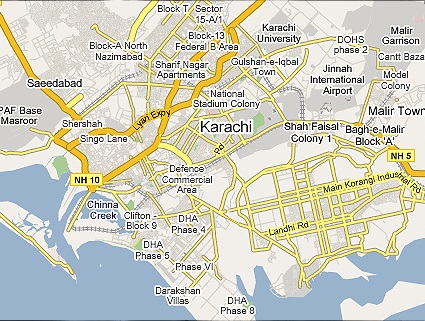 Block T
Sector
15-A/1
Karachi
University
Malir
Garrison
Block-A North
Nazimabad
Block-13
Federal B Area
DOHS
phase 2
Cantt Bazar
Sharif Nagar
Apartments
Gulshan-e-Iqbal
Town
Jinnah
International
Airport
Model
Colony
Saeedabad
National
Stadium Colony
PAF Base
Masroor
Shershah
Lyari Expy
Malir Town
Singo Lane
Karachi
Shah Faisal
Colony 1
Bagh-e-Malir
Block 'A'
Rd
NH 5
NH 10
Defence
Commercial
Area
Main Korangi Industrial Rd
Chinna
Creek
Clifton
Block 9
DHA
Phase 4
Landhi Rd
DHA
Phase 5
Phase VI
Darakshan
Villas
DHA
Phase 8